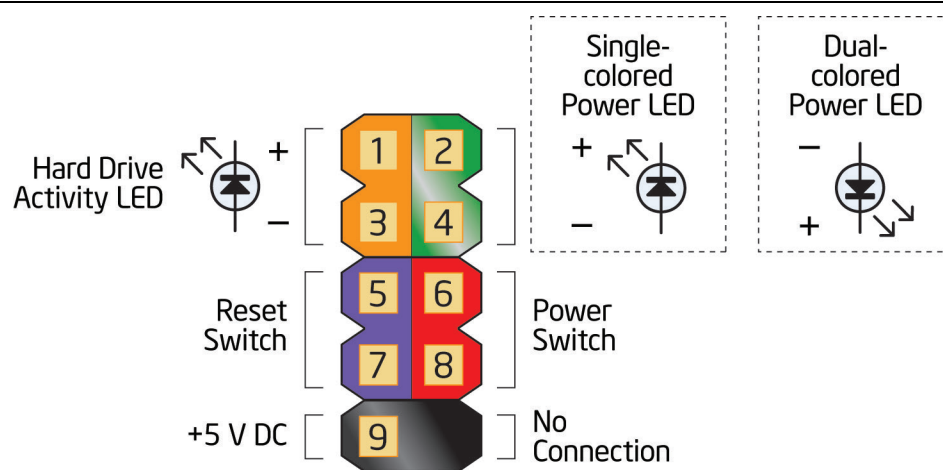 Single-
colored
Power LED
+
−
Dual-
colored
Power LED
−
+
Hard Drive
Activity LED
+
−
1 2
3 4
Reset
Switch
5 6
7 8
Power
Switch
+5 V DC
9
No
Connection